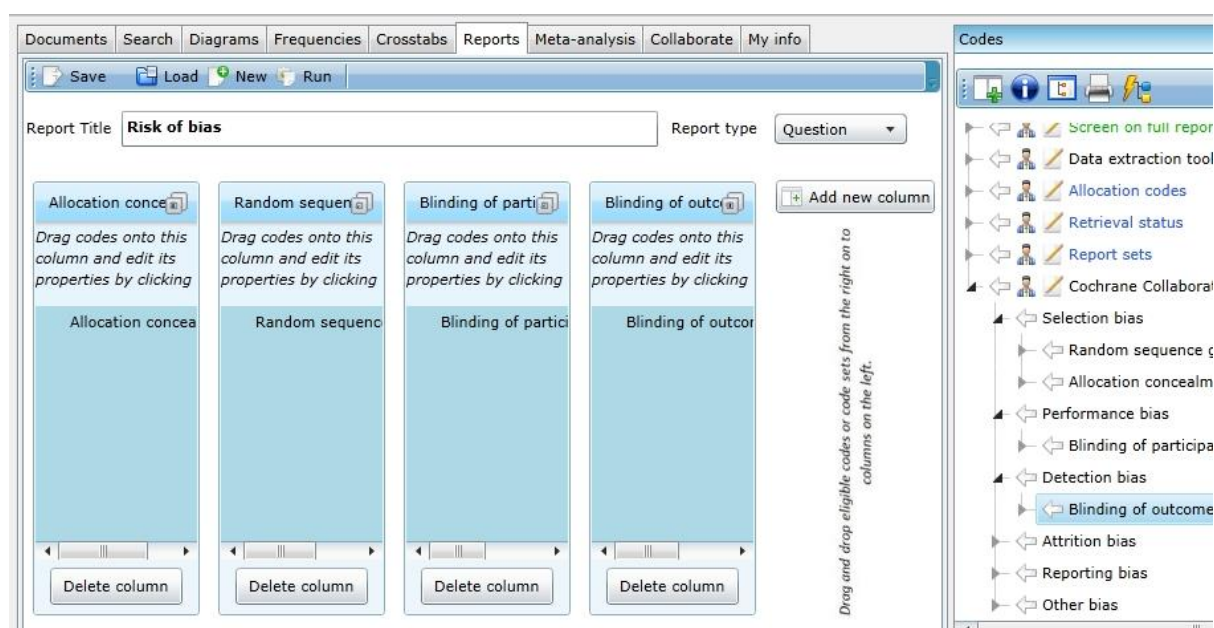 Documents Search Diagrams Frequencies Crosstabs Reports Meta-analysis Collaborate My info
Save Load New Run
Report Title Risk of bias Report type Question
Allocation conce
Drag codes onto this
column and edit its
properties by clicking
Allocation concea
Delete column
Random sequen
Drag codes onto this
column and edit its
properties by clicking
Random sequenc
Delete column
Blinding of parti
Drag codes onto this
column and edit its
properties by clicking
Blinding of partici
Delete column
Blinding of outco
Drag codes onto this
column and edit its
properties by clicking
Blinding of outcor
Delete column
Add new column
Drag and drop eligible codes or code sets from the right on to
columns on the left.
Codes
Screen on full repor
Data extraction tool
Allocation codes
Retrieval status
Report sets
Cochrane Collaborat
Selection bias
Random sequence g
Allocation concealm
Performance bias
Blinding of participa
Detection bias
Blinding of outcome
Attrition bias
Reporting bias
Other bias